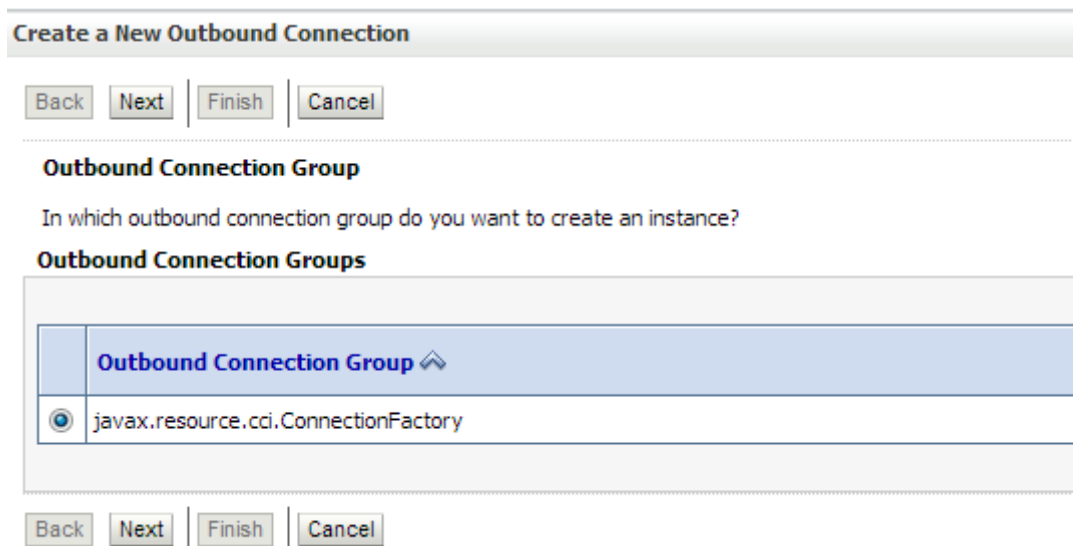 Create a New Outbound Connection
Back Next Finish Cancel
Outbound Connection Group
In which outbound connection group do you want to create an instance?
Outbound Connection Groups
Outbound Connection Group
javax.resource.cci.ConnectionFactory
Back Next Finish Cancel